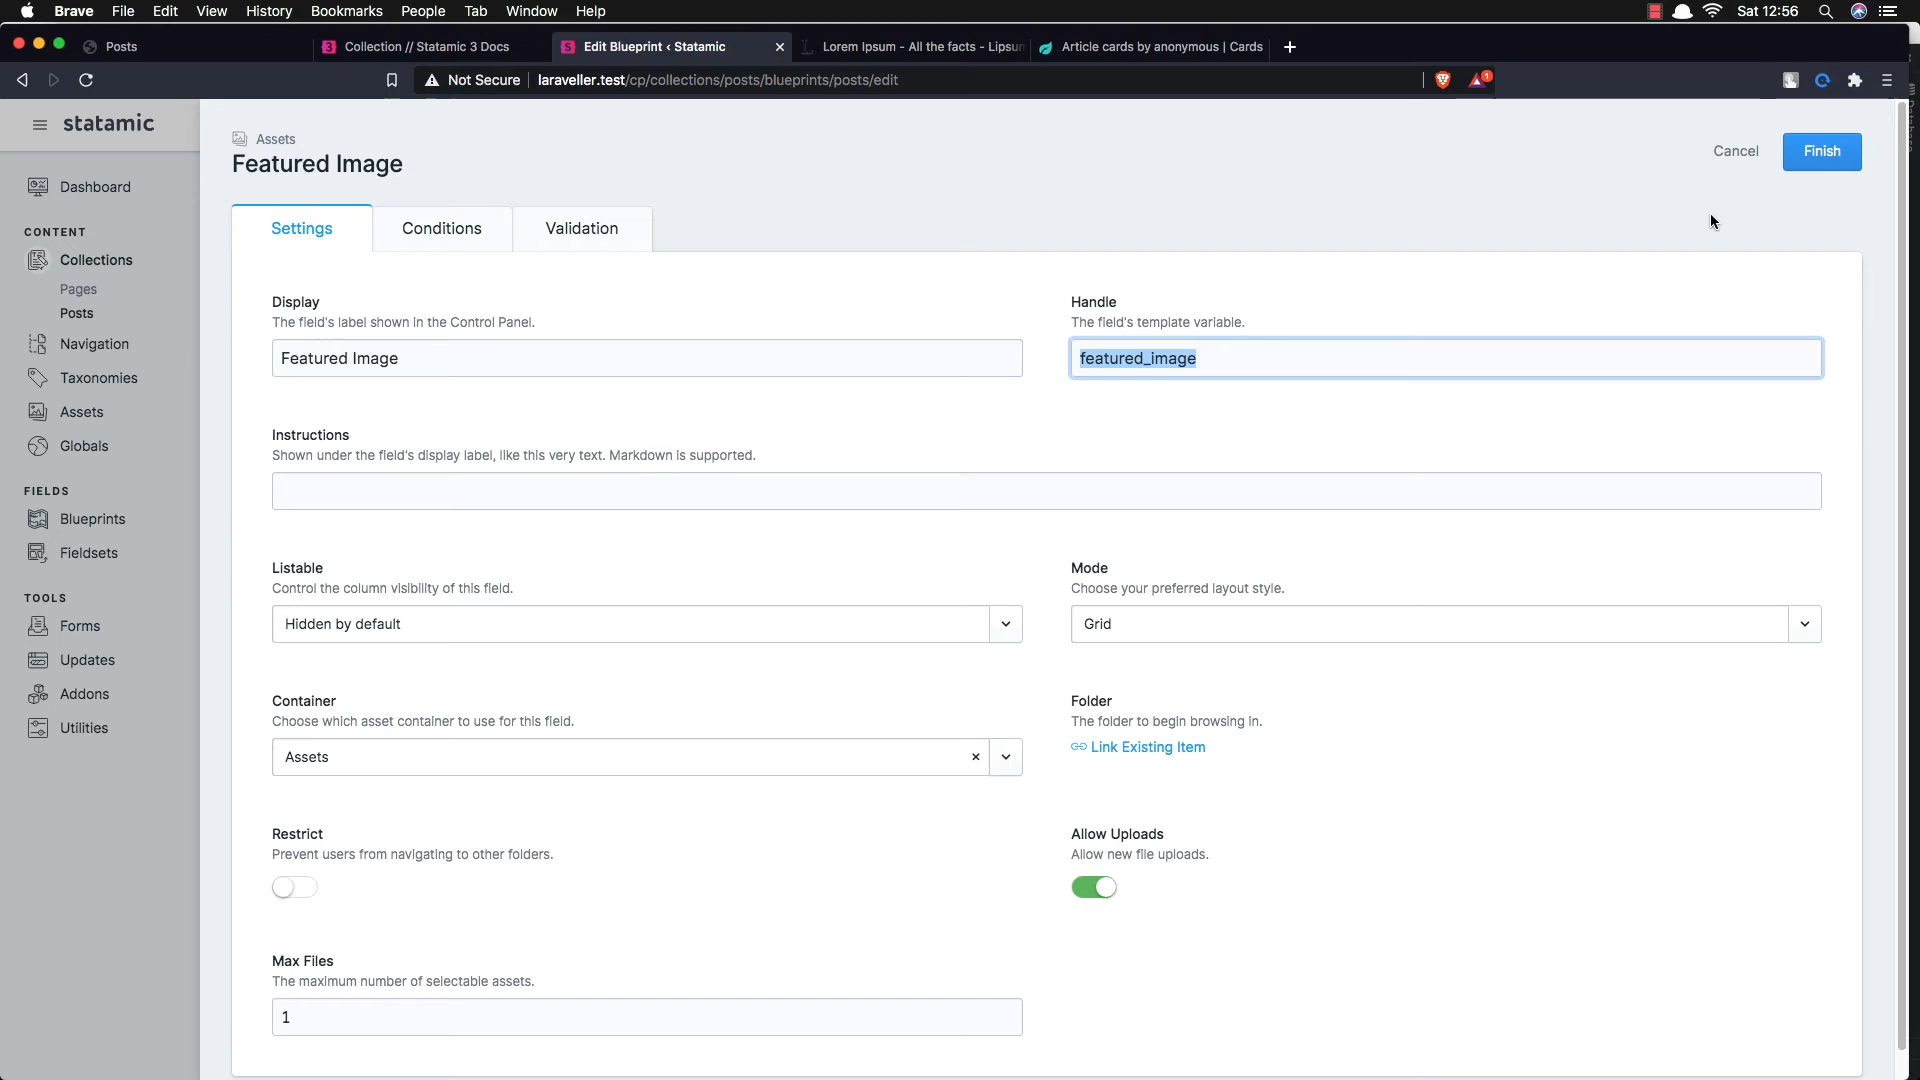 Brave File Edit View History Bookmarks People Tab Window Help Sat 12:56
Posts Collection // Statamic 3 Docs Edit Blueprint ‹ Statamic Lorem Ipsum - All the facts - Lipsum Article cards by anonymous | Cards
Not Secure laraveller.test/cp/collections/posts/blueprints/posts/edit 1
statamic
Dashboard
CONTENT
Collections
Pages
Posts
Navigation
Taxonomies
Assets
Globals
FIELDS
Blueprints
Fieldsets
TOOLS
Forms
Updates
Addons
Utilities
Assets
Featured Image
Cancel Finish
Settings Conditions Validation
Display Handle
The field's label shown in the Control Panel. The field's template variable.
Featured Image featured_image
Instructions
Shown under the field's display label, like this very text. Markdown is supported.
Listable Mode
Control the column visibility of this field. Choose your preferred layout style.
Hidden by default Grid
Container Folder
Choose which asset container to use for this field. The folder to begin browsing in.
Assets Link Existing Item
Restrict Allow Uploads
Prevent users from navigating to other folders. Allow new file uploads.
Max Files
The maximum number of selectable assets.
1